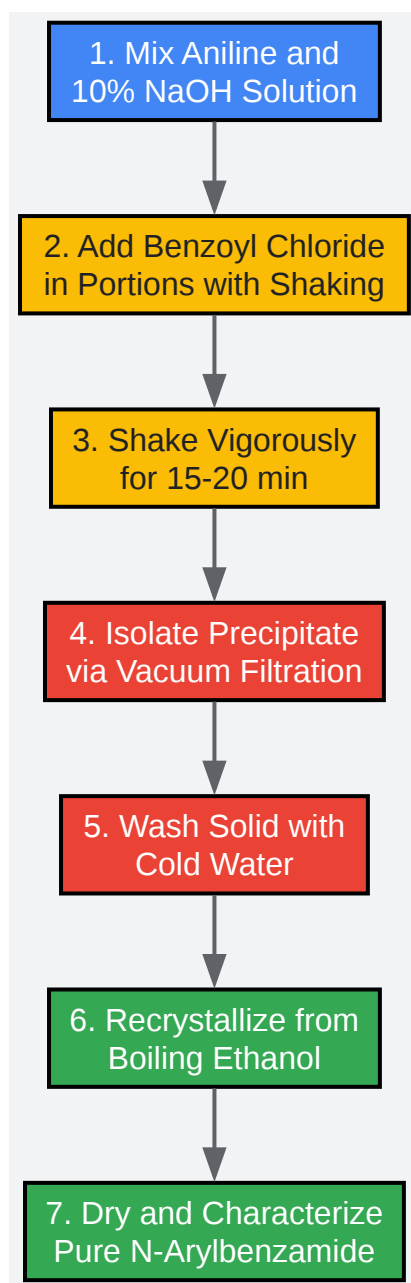 1. Mix Aniline and
10% NaOH Solution
2. Add Benzoyl Chloride
in Portions with Shaking
3. Shake Vigorously
for 15-20 min
4. Isolate Precipitate
via Vacuum Filtration
5. Wash Solid with
Cold Water
6. Recrystallize from
Boiling Ethanol
7. Dry and Characterize
Pure N-Arylbenzamide